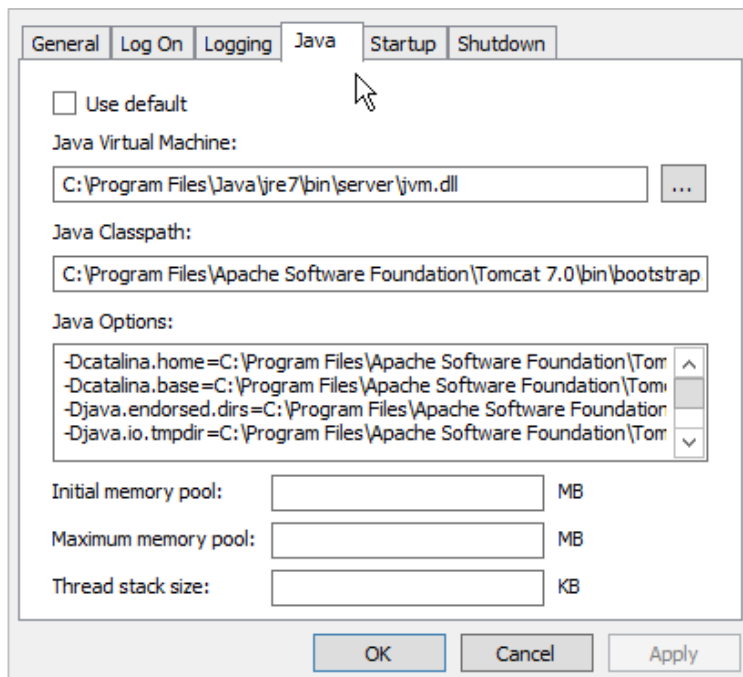 General Log On Logging Java Startup Shutdown
Use default
Java Virtual Machine:
C:\Program Files\Java\jre7\bin\server\jvm.dll ...
Java Classpath:
C:\Program Files\Apache Software Foundation\Tomcat 7.0\bin\bootstrap
Java Options:
-Dcatalina.home=C:\Program Files\Apache Software Foundation\Tom
-Dcatalina.base=C:\Program Files\Apache Software Foundation\Tom
-Djava.endorsed.dirs=C:\Program Files\Apache Software Foundation
-Djava.io.tmpdir=C:\Program Files\Apache Software Foundation\Tom
Initial memory pool: MB
Maximum memory pool: MB
Thread stack size: KB
OK Cancel Apply